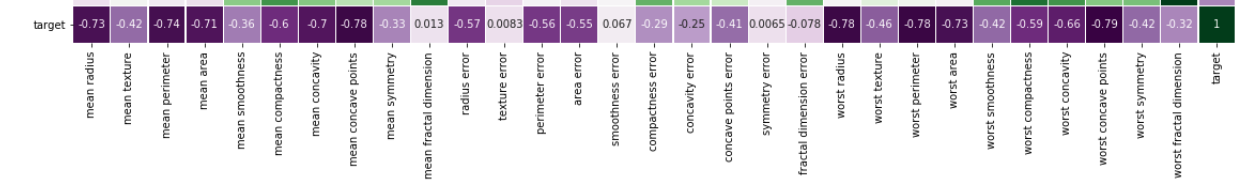 target
-0.73 -0.42 -0.74 -0.71 -0.36 -0.6 -0.7 -0.78 -0.33 0.013 -0.57 0.0083 -0.56 -0.55 0.067 -0.29 -0.25 -0.41 0.0065 -0.078 -0.78 -0.46 -0.78 -0.73 -0.42 -0.59 -0.66 -0.79 -0.42 -0.32 1
mean radius
mean texture
mean perimeter
mean area
mean smoothness
mean compactness
mean concavity
mean concave points
mean symmetry
mean fractal dimension
radius error
texture error
perimeter error
area error
smoothness error
compactness error
concavity error
concave points error
symmetry error
fractal dimension error
worst radius
worst texture
worst perimeter
worst area
worst smoothness
worst compactness
worst concavity
worst concave points
worst symmetry
worst fractal dimension
target